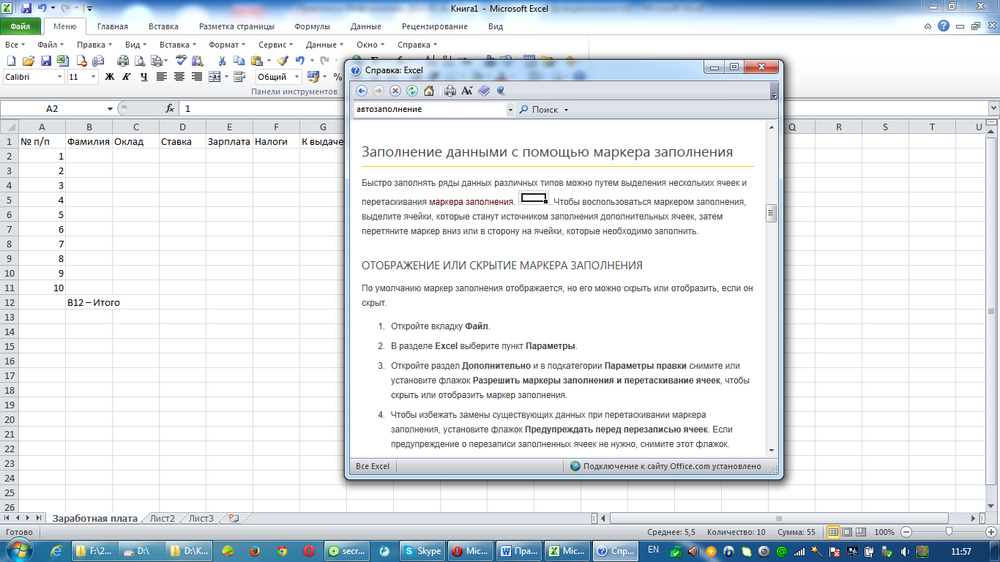 Книга1 - Microsoft Excel
Файл Меню Главная Вставка Разметка страницы Формулы Данные Рецензирование Вид
Все Файл Правка Вид Вставка Формат Сервис Данные Окно Справка
Calibri 11 Ж К Ч Общий %
Панели инструментов
A2 fx 1
A B C D E F G Q R S T U
1 № п/п Фамилия Оклад Ставка Зарплата Налоги К выдаче
2 1
3 2
4 3
5 4
6 5
7 6
8 7
9 8
10 9
11 10
12 B12 – Итого
13
14
15
16
17
18
19
20
21
22
23
24
25
26
Справка: Excel
автозаполнение Поиск
Заполнение данными с помощью маркера заполнения
Быстро заполнять ряды данных различных типов можно путем выделения нескольких ячеек и
перетаскивания маркера заполнения. . Чтобы воспользоваться маркером заполнения,
выделите ячейки, которые станут источником заполнения дополнительных ячеек, затем
перетяните маркер вниз или в сторону на ячейки, которые необходимо заполнить.
ОТОБРАЖЕНИЕ ИЛИ СКРЫТИЕ МАРКЕРА ЗАПОЛНЕНИЯ
По умолчанию маркер заполнения отображается, но его можно скрыть или отобразить, если он
скрыт.
1. Откройте вкладку Файл.
2. В разделе Excel выберите пункт Параметры.
3. Откройте раздел Дополнительно и в подкатегории Параметры правки снимите или
установите флажок Разрешить маркеры заполнения и перетаскивание ячеек, чтобы
скрыть или отобразить маркер заполнения.
4. Чтобы избежать замены существующих данных при перетаскивании маркера
заполнения, установите флажок Предупреждать перед перезаписью ячеек. Если
предупреждение о перезаписи заполненных ячеек не нужно, снимите этот флажок.
Все Excel Подключение к сайту Office.com установлено
Заработная плата Лист2 Лист3
Готово Среднее: 5,5 Количество: 10 Сумма: 55 100%
F:\2... D:\ D:\K... secr... Skype Mic... Пра... Mic... Спр... EN 11:57